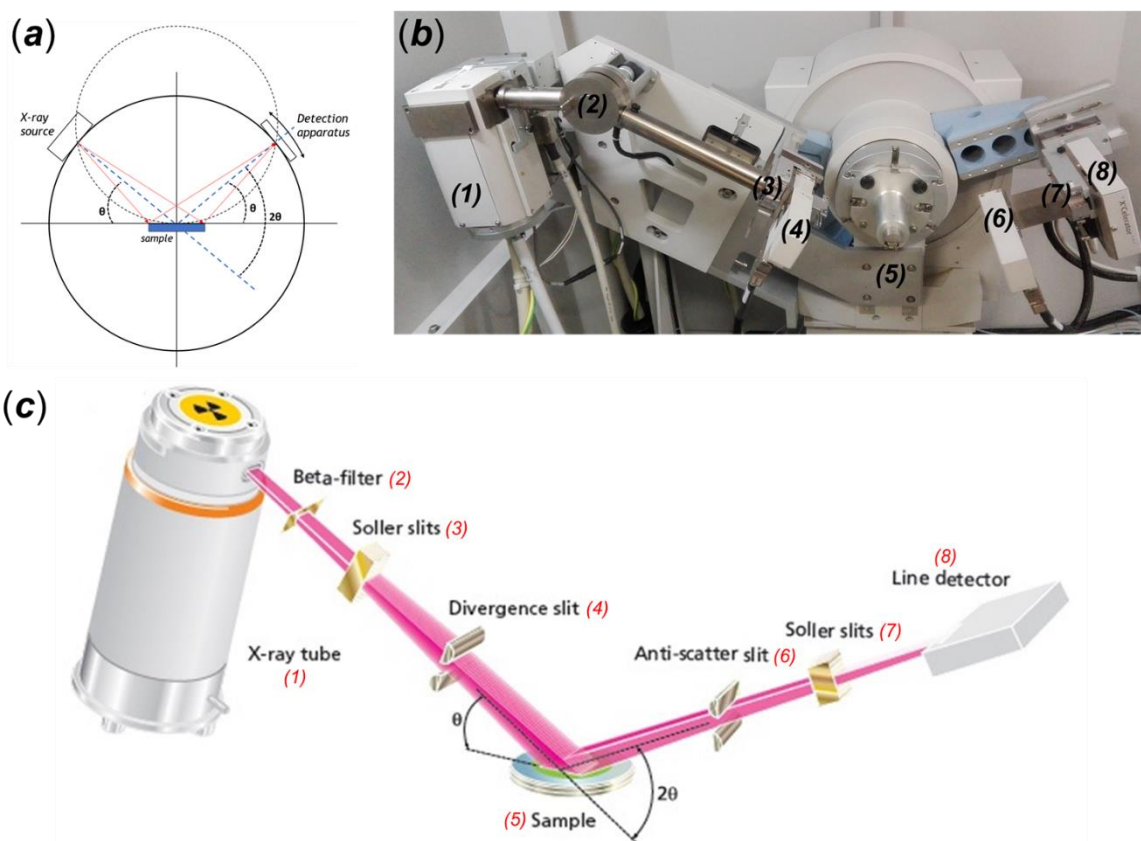 (a)
X-ray
source
Detection
apparatus
θ
θ
2θ
sample
(b)
(1)
(2)
(3)
(4)
(5)
(6)
(7)
(8)
X'Celerator
(c)
Beta-filter (2)
Soller slits (3)
Divergence slit (4)
X-ray tube
(1)
(8)
Line detector
Soller slits (7)
Anti-scatter slit (6)
θ
2θ
(5) Sample